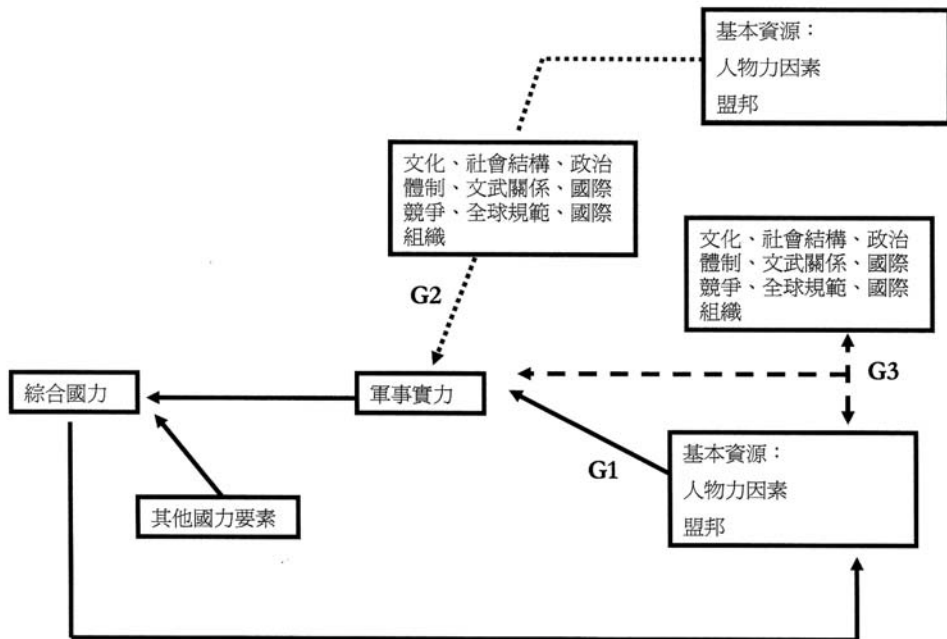 基本資源：
人物力因素
盟邦
文化、社會結構、政治
體制、文武關係、國際
競爭、全球規範、國際
組織
文化、社會結構、政治
體制、文武關係、國際
競爭、全球規範、國際
組織
G2
G3
綜合國力
軍事實力
基本資源：
人物力因素
盟邦
G1
其他國力要素